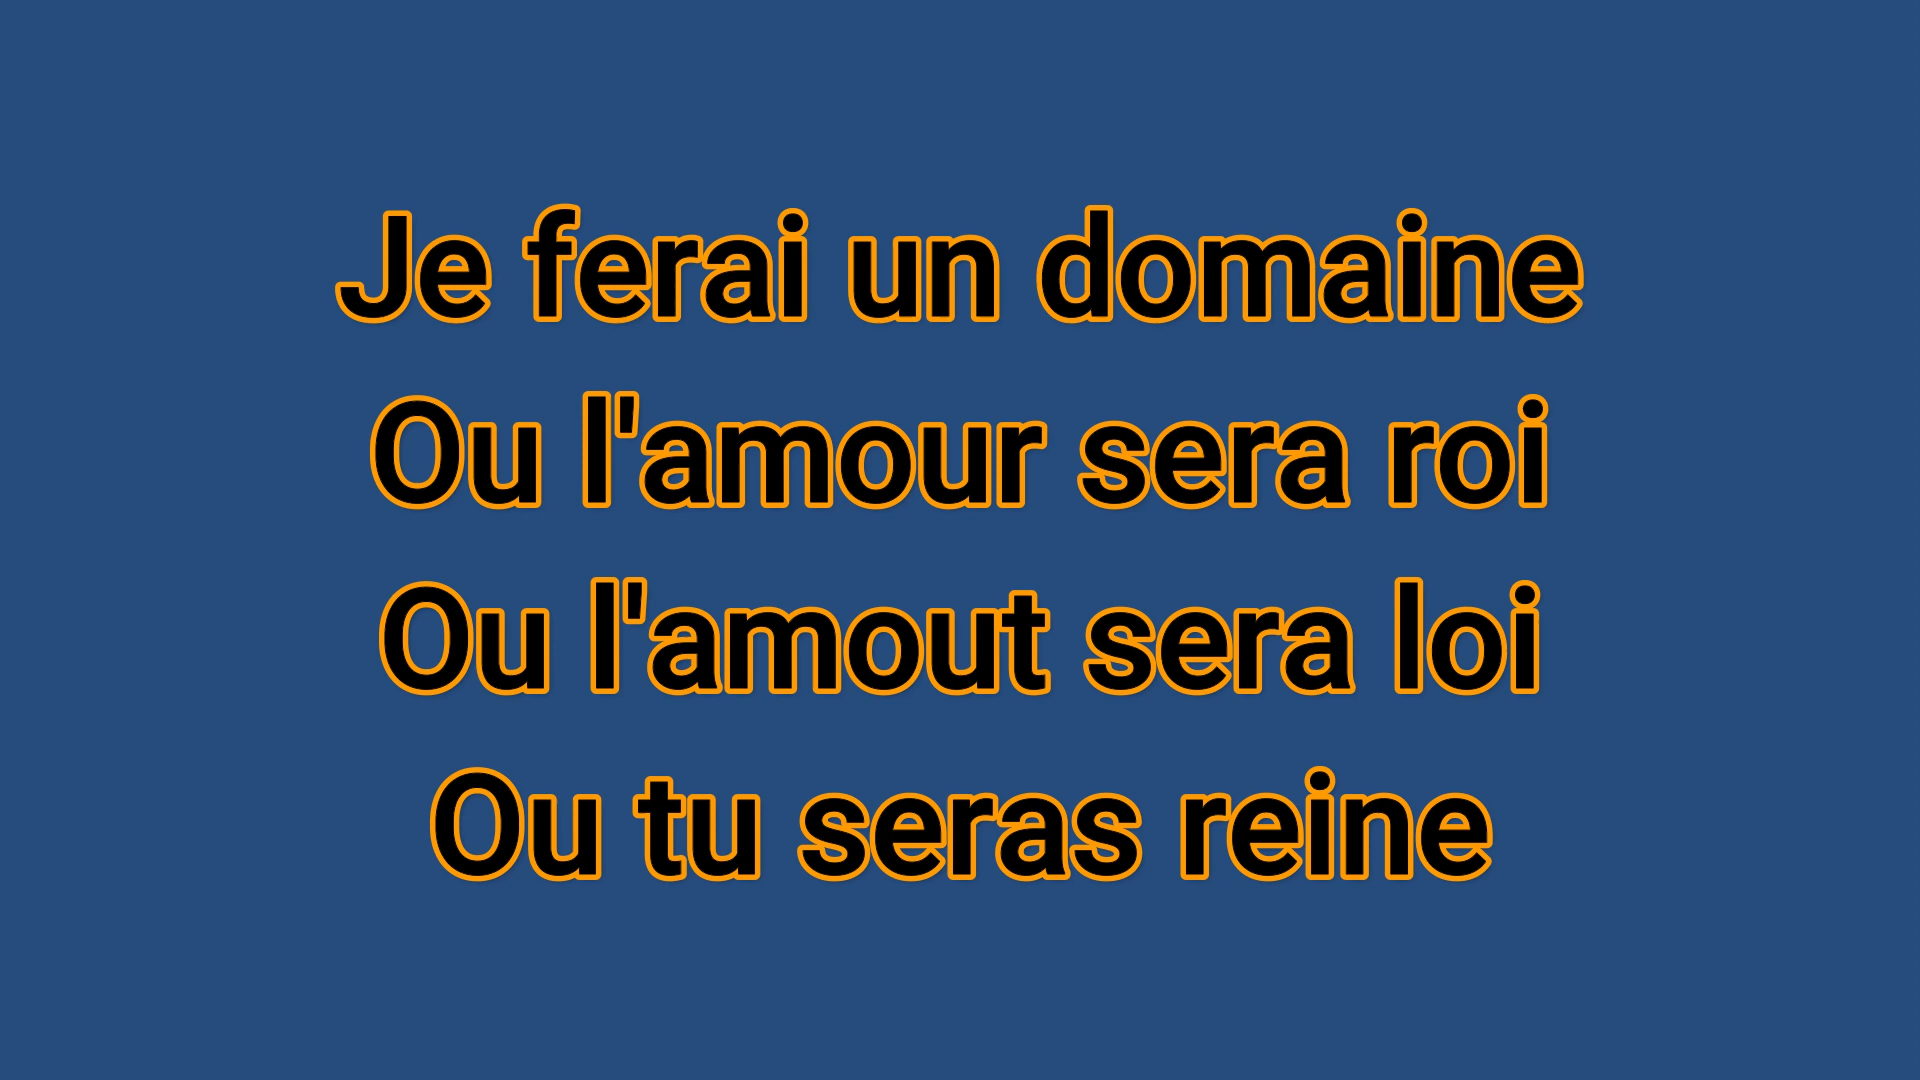 Je ferai un domaine
Ou l'amour sera roi
Ou l'amout sera loi
Ou tu seras reine